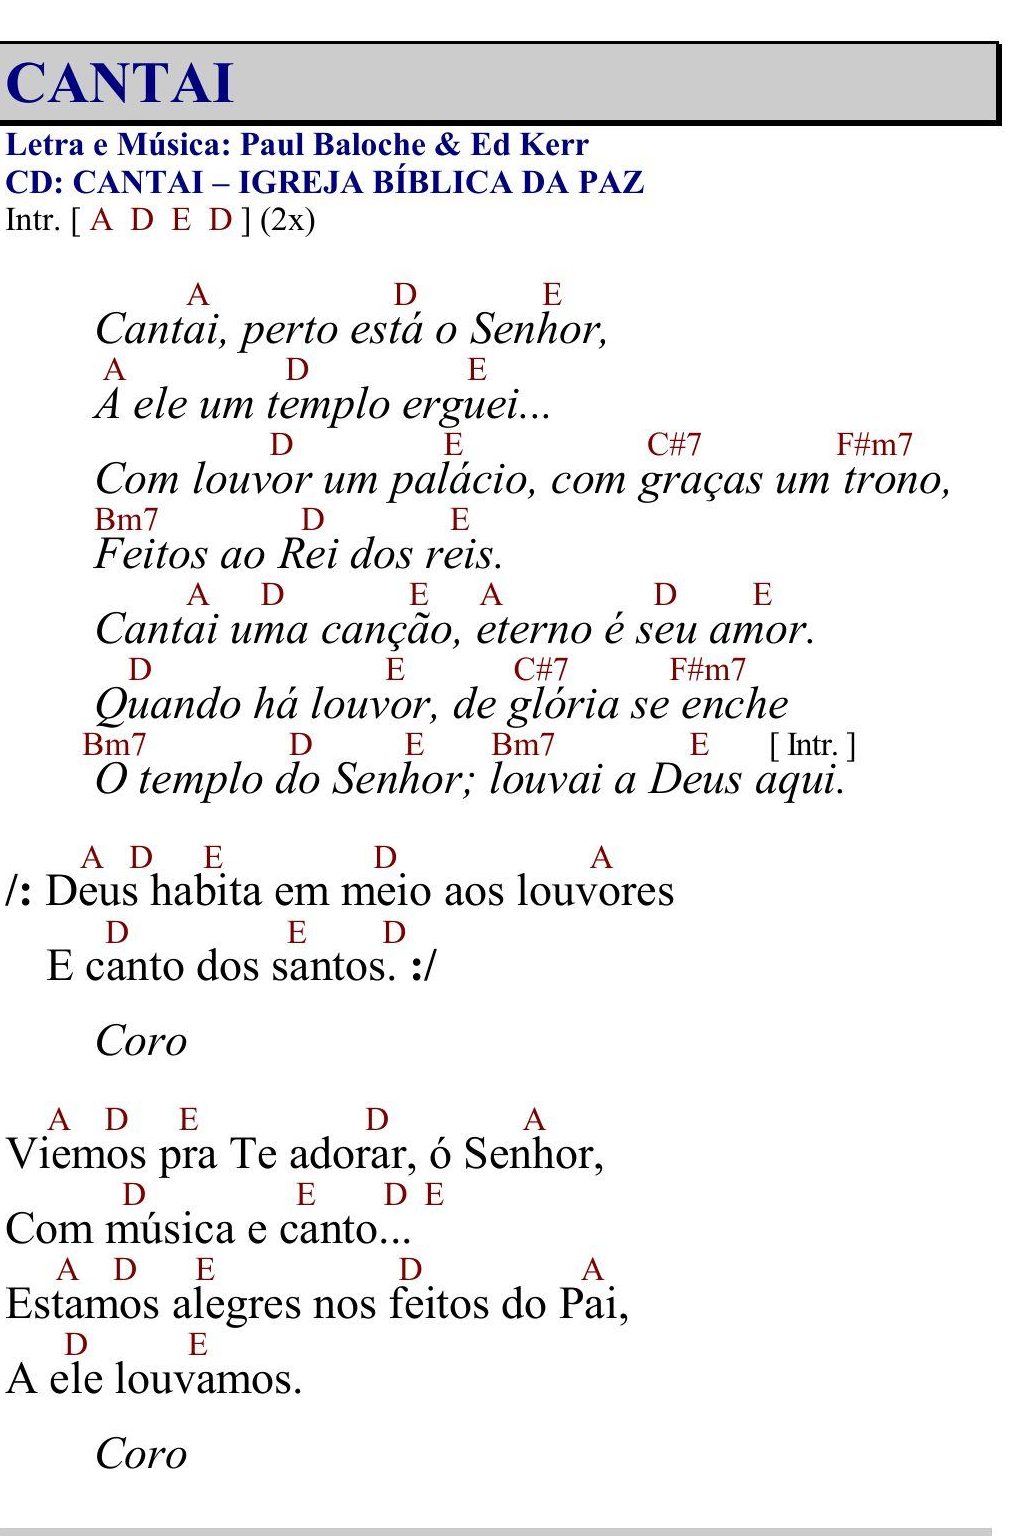 CANTAI
Letra e Música: Paul Baloche & Ed Kerr
CD: CANTAI – IGREJA BÍBLICA DA PAZ
Intr. [ A D E D ] (2x)
A D E
Cantai, perto está o Senhor,
A D E
A ele um templo erguei...
D E C#7 F#m7
Com louvor um palácio, com graças um trono,
Bm7 D E
Feitos ao Rei dos reis.
A D E A D E
Cantai uma canção, eterno é seu amor.
D E C#7 F#m7
Quando há louvor, de glória se enche
Bm7 D E Bm7 E [ Intr. ]
O templo do Senhor; louvai a Deus aqui.
A D E D A
/: Deus habita em meio aos louvores
D E D
E canto dos santos. :/
Coro
A D E D A
Viemos pra Te adorar, ó Senhor,
D E D E
Com música e canto...
A D E D A
Estamos alegres nos feitos do Pai,
D E
A ele louvamos.
Coro